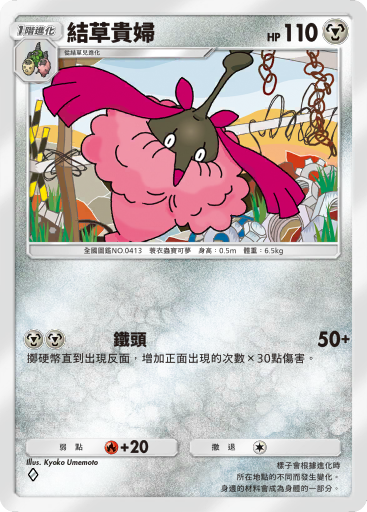 1階進化 結草貴婦 HP 110
從結草兒進化
全國圖鑑NO.0413 蓑衣蟲寶可夢 身高:0.5m 體重:6.5kg
鐵頭 50+
擲硬幣直到出現反面,增加正面出現的次數×30點傷害。
弱點 +20 撤退
Illus. Kyoko Umemoto
樣子會根據進化時
所在地點的不同而發生變化。
身邊的材料會成為身體的一部分。